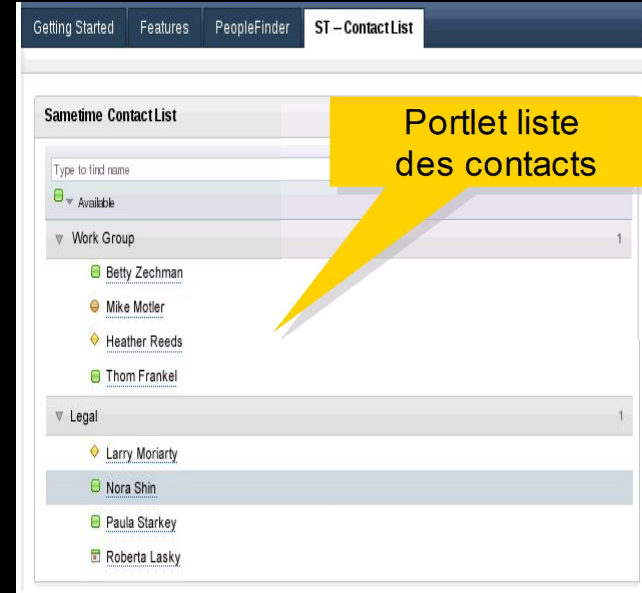 Getting Started Features PeopleFinder ST – Contact List
Sametime Contact List
Portlet liste
des contacts
Type to find name
Available
Work Group 1
Betty Zechman
Mike Motler
Heather Reeds
Thom Frankel
Legal 1
Larry Moriarty
Nora Shin
Paula Starkey
Roberta Lasky